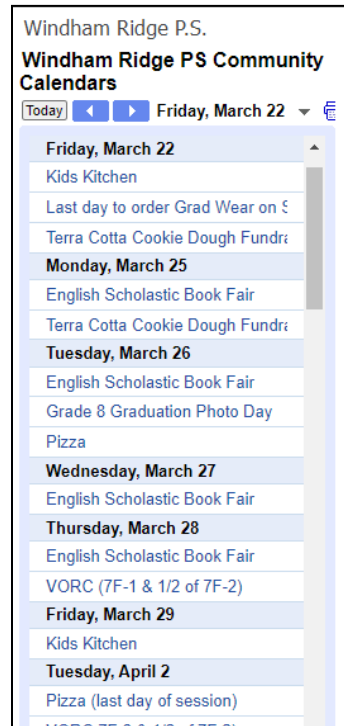 Windham Ridge P.S.
Windham Ridge PS Community
Calendars
Today Friday, March 22
Friday, March 22
Kids Kitchen
Last day to order Grad Wear on
Terra Cotta Cookie Dough
Monday, March 25
English Scholastic Book Fair
Terra Cotta Cookie Dough
Tuesday, March 26
English Scholastic Book Fair
Grade 8 Graduation Photo Day
Pizza
Wednesday, March 27
English Scholastic Book Fair
Thursday, March 28
English Scholastic Book Fair
VORC (7F-1 & 1/2 of 7F-2)
Friday, March 29
Kids Kitchen
Tuesday, April 2
Pizza (last day of session)